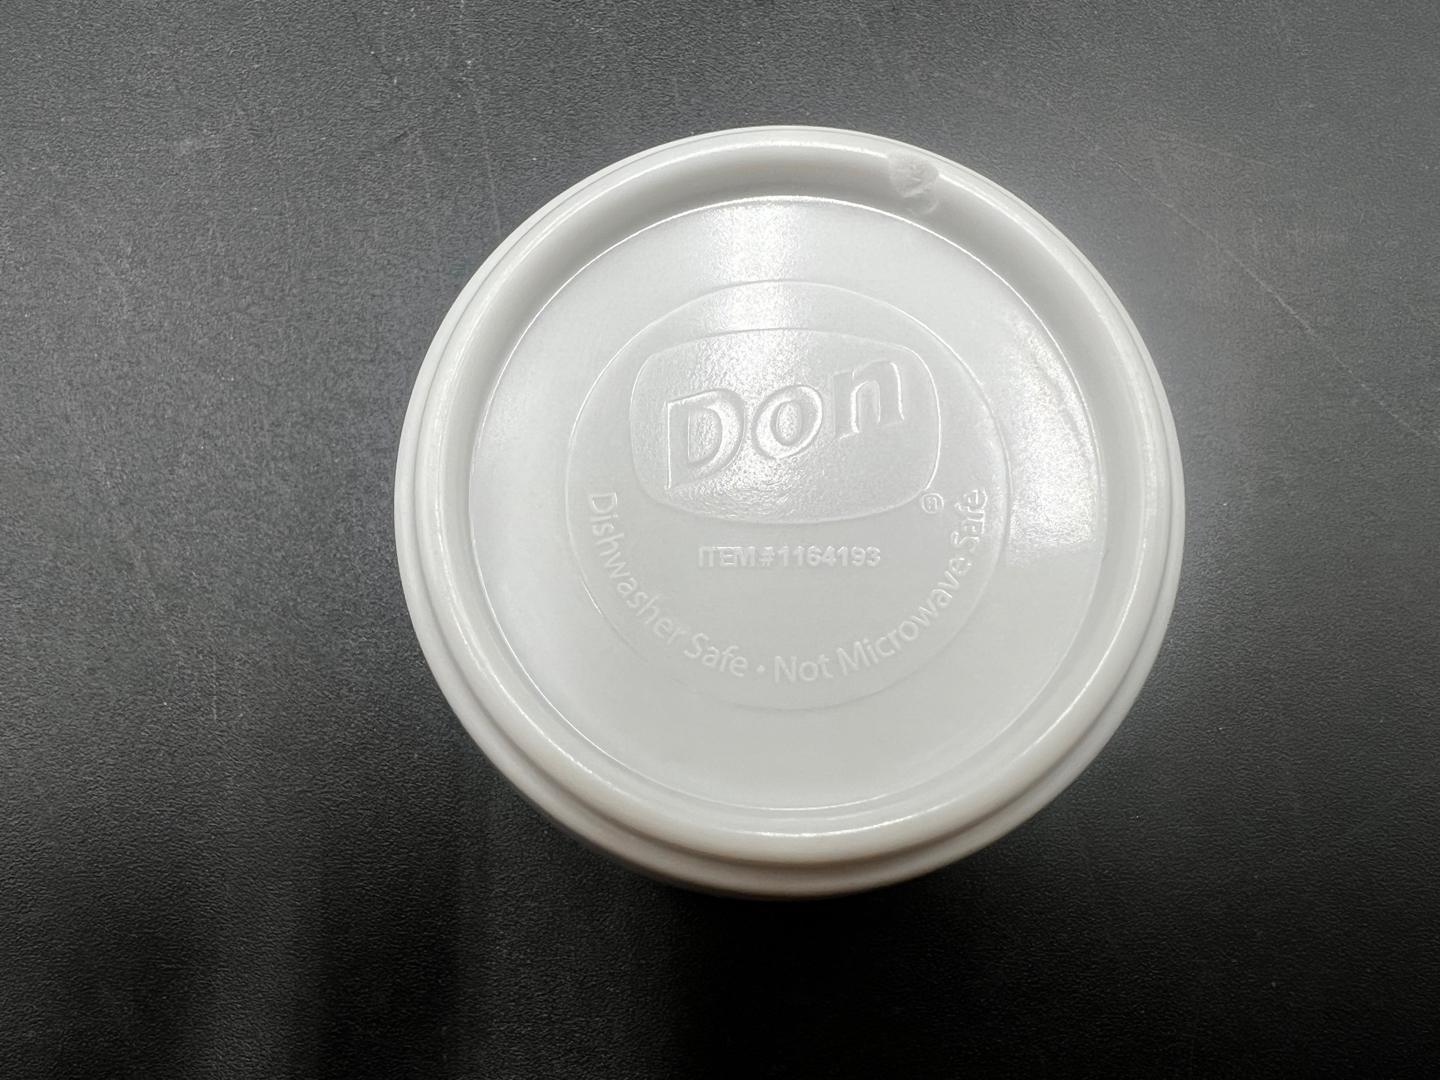 Don
®
ITEM #1164193
Dishwasher Safe • Not Microwave Safe